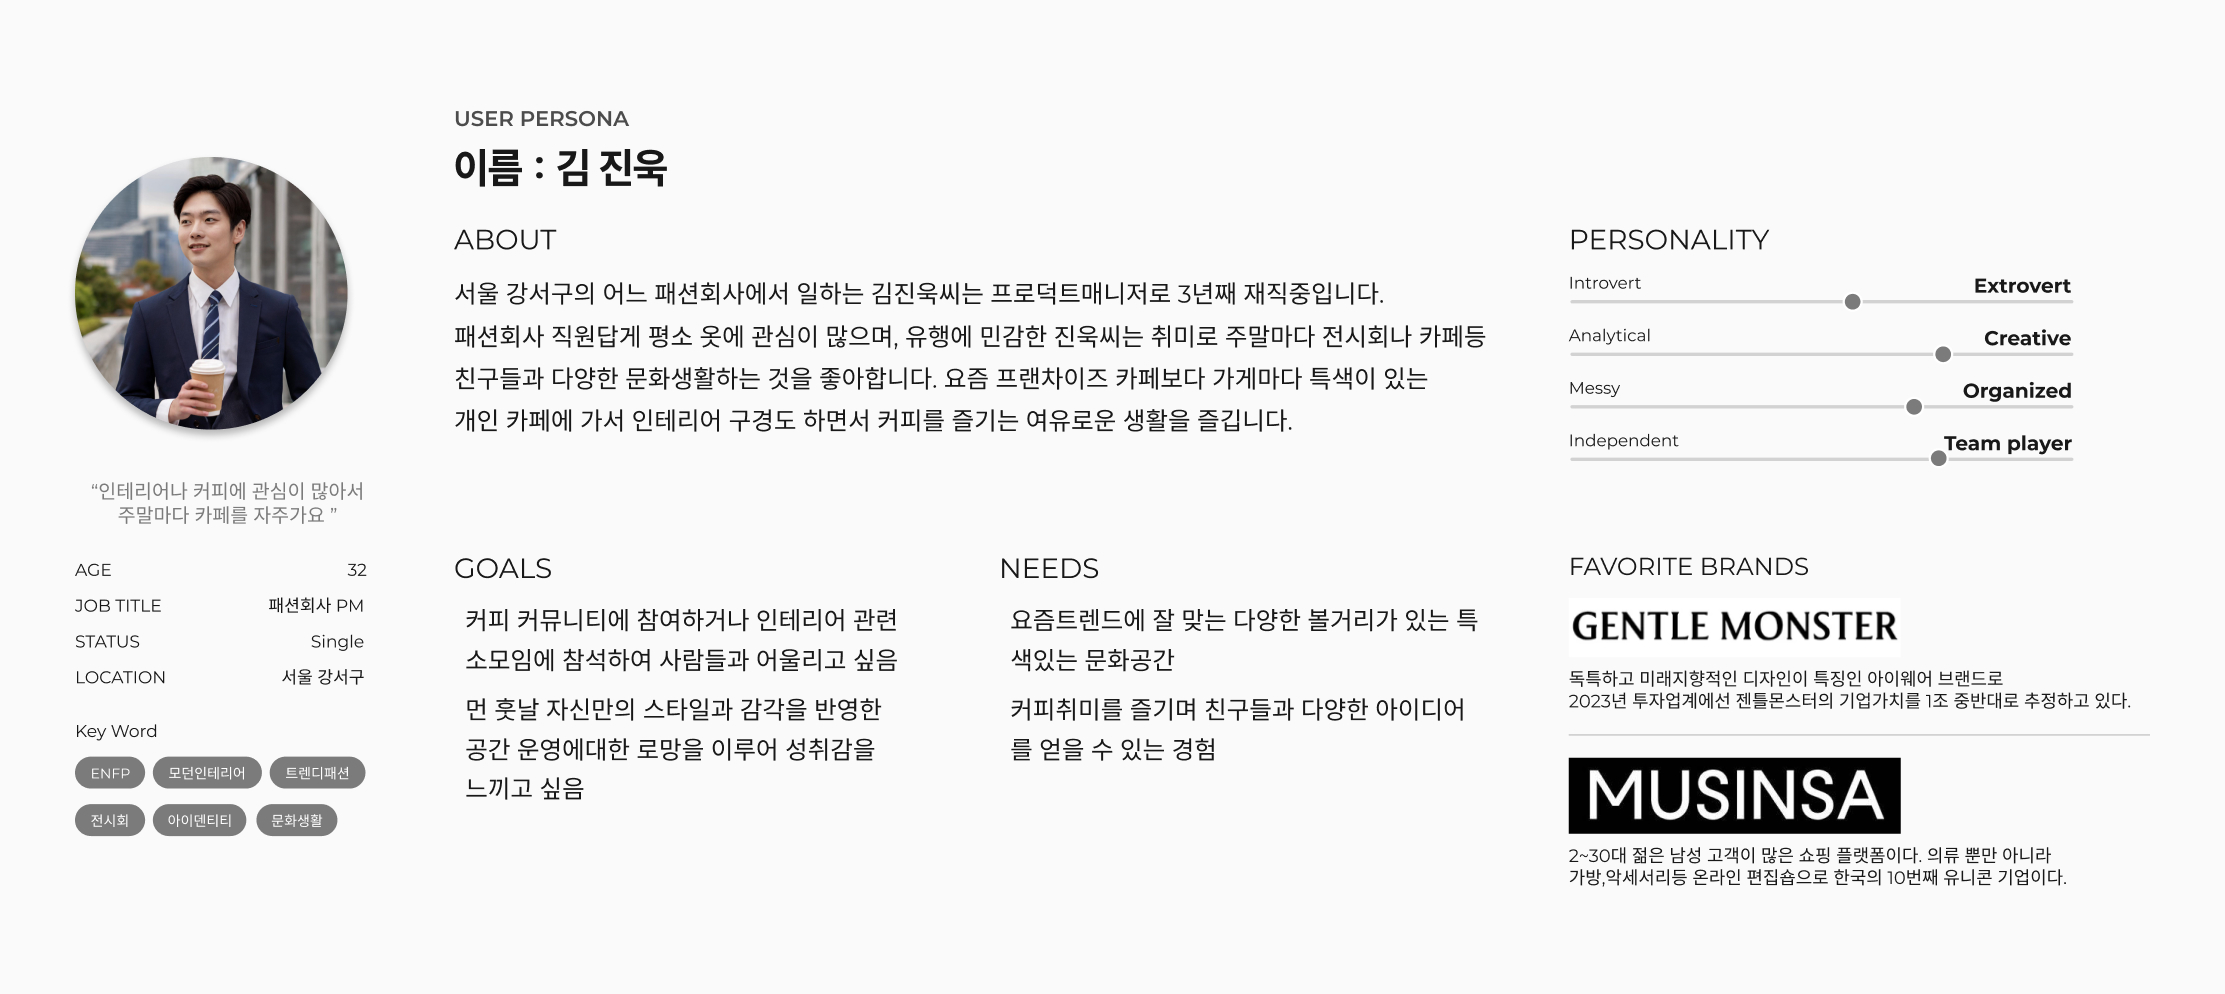 USER PERSONA
이름 : 김 진욱
ABOUT
서울 강서구의 어느 패션회사에서 일하는 김진욱씨는 프로덕트매니저로 3년째 재직중입니다.
패션회사 직원답게 평소 옷에 관심이 많으며, 유행에 민감한 진욱씨는 취미로 주말마다 전시회나 카페등
친구들과 다양한 문화생활하는 것을 좋아합니다. 요즘 프랜차이즈 카페보다 가게마다 특색이 있는
개인 카페에 가서 인테리어 구경도 하면서 커피를 즐기는 여유로운 생활을 즐깁니다.
PERSONALITY
Introvert Extrovert
Analytical Creative
Messy Organized
Independent Team player
“인테리어나 커피에 관심이 많아서
주말마다 카페를 자주가요 ”
AGE 32
JOB TITLE 패션회사 PM
STATUS Single
LOCATION 서울 강서구
Key Word
ENFP 모던인테리어 트렌디패션
전시회 아이덴티티 문화생활
GOALS
커피 커뮤니티에 참여하거나 인테리어 관련
소모임에 참석하여 사람들과 어울리고 싶음
먼 훗날 자신만의 스타일과 감각을 반영한
공간 운영에대한 로망을 이루어 성취감을
느끼고 싶음
NEEDS
요즘트렌드에 잘 맞는 다양한 볼거리가 있는 특
색있는 문화공간
커피취미를 즐기며 친구들과 다양한 아이디어
를 얻을 수 있는 경험
FAVORITE BRANDS
GENTLE MONSTER
독특하고 미래지향적인 디자인이 특징인 아이웨어 브랜드로
2023년 투자업계에선 젠틀몬스터의 기업가치를 1조 중반대로 추정하고 있다.
MUSINSA
2~30대 젊은 남성 고객이 많은 쇼핑 플랫폼이다. 의류 뿐만 아니라
가방,악세서리등 온라인 편집숍으로 한국의 10번째 유니콘 기업이다.